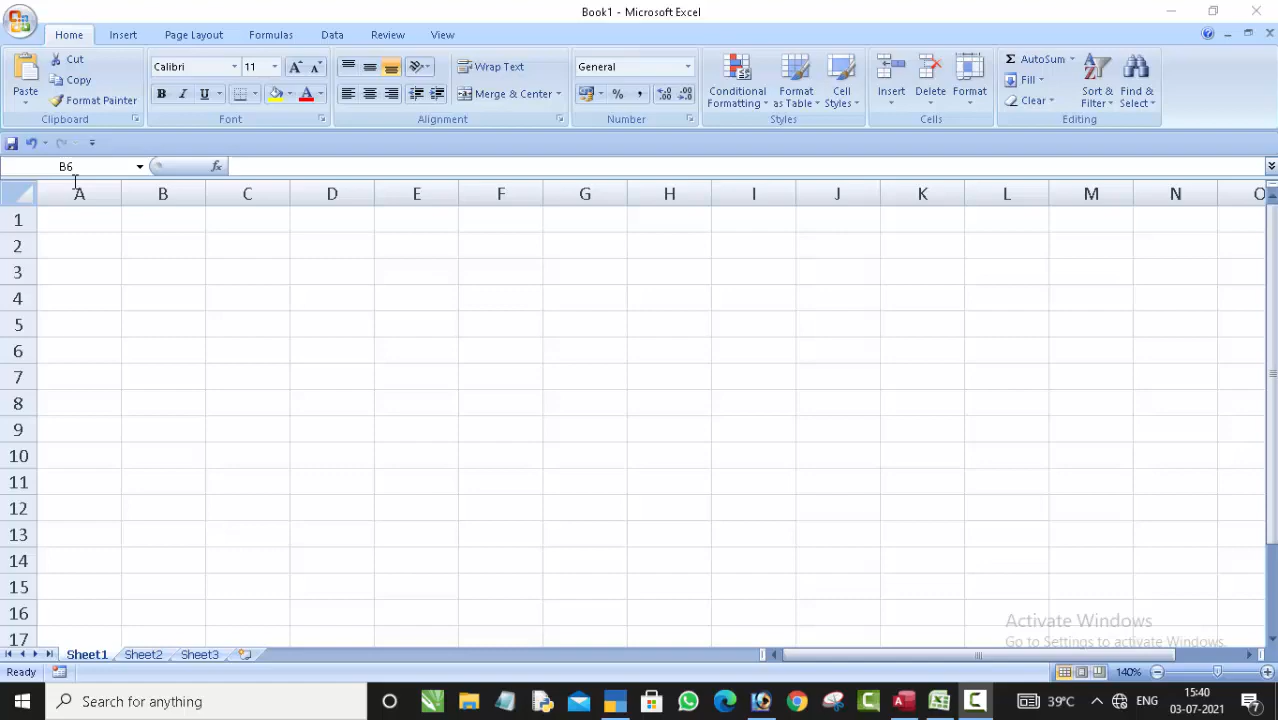 Book1 - Microsoft Excel
Home Insert Page Layout Formulas Data Review View
Paste
Cut
Copy
Format Painter
Clipboard
Calibri 11
B I U
Font
Wrap Text
Merge & Center
Alignment
General
% ,
Number
Conditional Formatting
Format as Table
Cell Styles
Styles
Insert
Delete
Format
Cells
Σ AutoSum
Fill
Clear
Sort & Filter
Find & Select
Editing
B6 fx
A B C D E F G H I J K L M N O
1
2
3
4
5
6
7
8
9
10
11
12
13
14
15
16
17
Activate Windows
Go to Settings to activate Windows.
Sheet1 Sheet2 Sheet3
Ready 140%
Search for anything 39°C ENG 15:40
03-07-2021 7